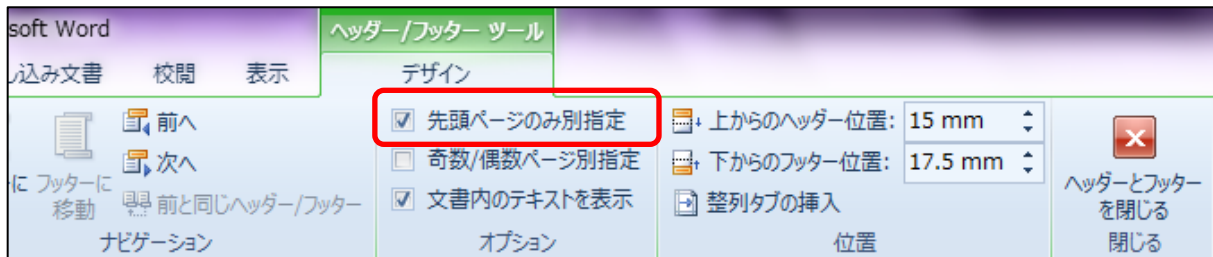 soft Word ヘッダー/フッター ツール
し込み文書 校閲 表示 デザイン
前へ
次へ
に フッターに
移動
前と同じヘッダー/フッター
ナビゲーション
先頭ページのみ別指定
奇数/偶数ページ別指定
文書内のテキストを表示
オプション
上からのヘッダー位置: 15 mm
下からのフッター位置: 17.5 mm
整列タブの挿入
位置
ヘッダーとフッター
を閉じる
閉じる